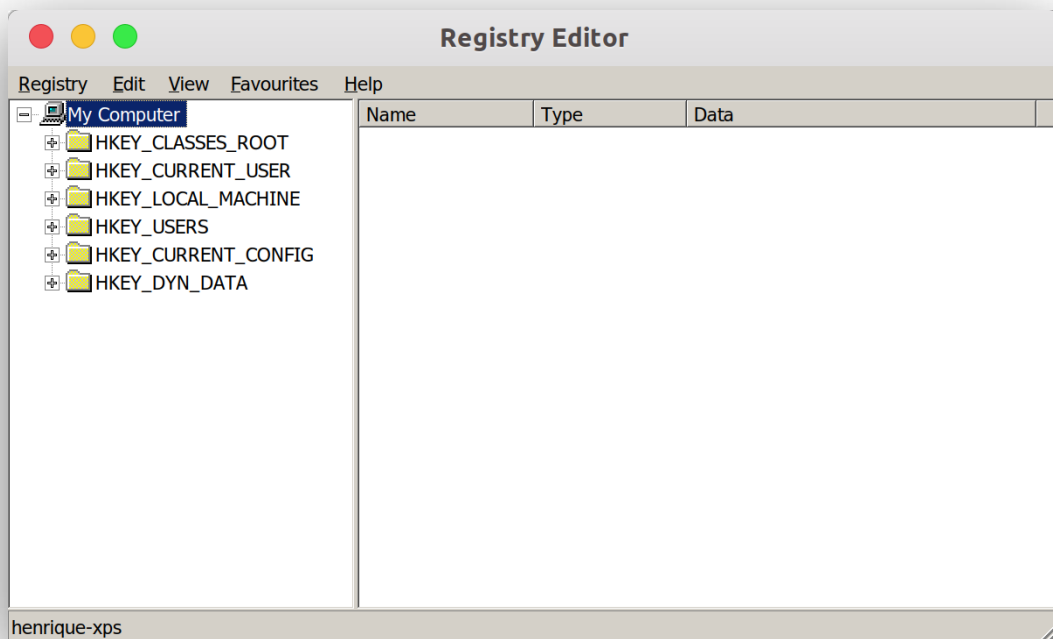 Registry Editor
Registry Edit View Favourites Help
My Computer
HKEY_CLASSES_ROOT
HKEY_CURRENT_USER
HKEY_LOCAL_MACHINE
HKEY_USERS
HKEY_CURRENT_CONFIG
HKEY_DYN_DATA
Name Type Data
henrique-xps